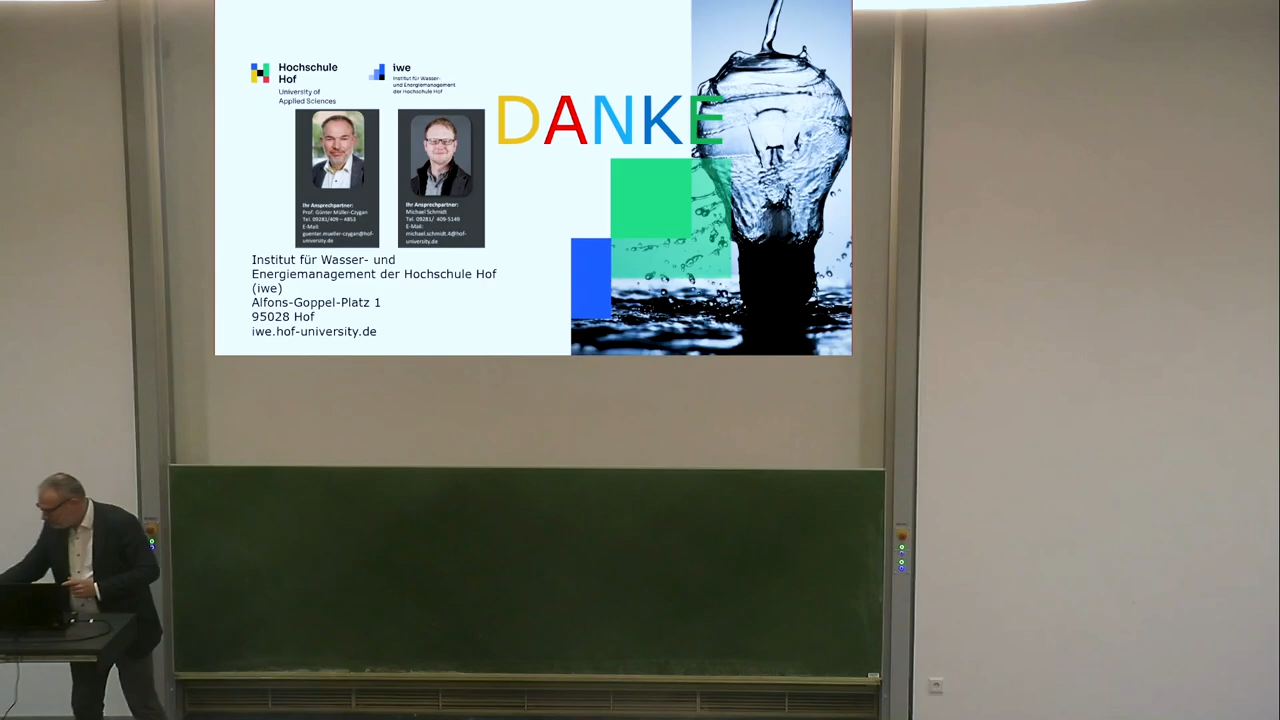 Hochschule
Hof
University of
Applied Sciences
iwe
Institut für Wasser-
und Energiemanagement
der Hochschule Hof
DANKE
Ihr Ansprechpartner:
Prof. Günter Müller-Czygan
Tel. 09281/409 – 4853
E-Mail:
guenter.mueller-czygan@hof-
university.de
Ihr Ansprechpartner:
Michael Schmidt
Tel. 09281/ 409-5149
E-Mail:
michael.schmidt.4@hof-
university.de
Institut für Wasser- und
Energiemanagement der Hochschule Hof
(iwe)
Alfons-Goppel-Platz 1
95028 Hof
iwe.hof-university.de